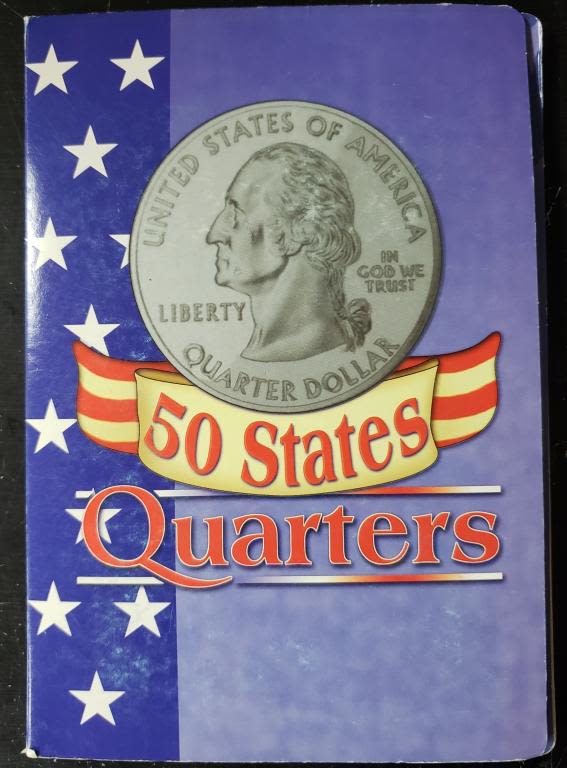 UNITED STATES OF AMERICA
IN
GOD WE
TRUST
LIBERTY
QUARTER DOLLAR
50 States
Quarters